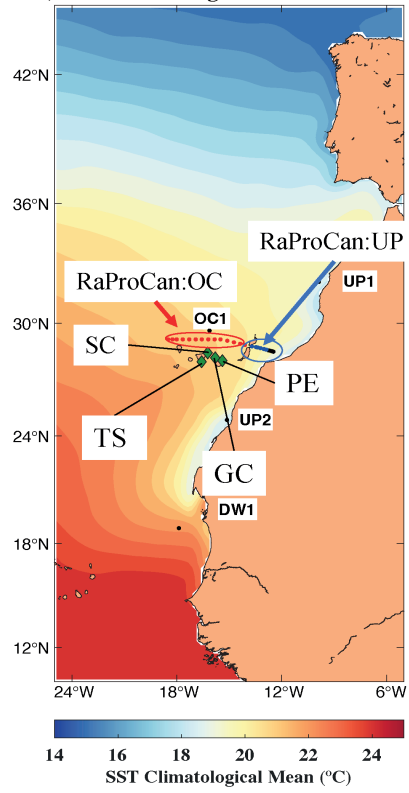 42°N
36°N
RaProCan:UP
UP1
RaProCan:OC
30°N
OC1
SC
PE
TS
UP2
24°N
GC
DW1
18°N
12°N
24°W 18°W 12°W 6°W
14 16 18 20 22 24
SST Climatological Mean (°C)